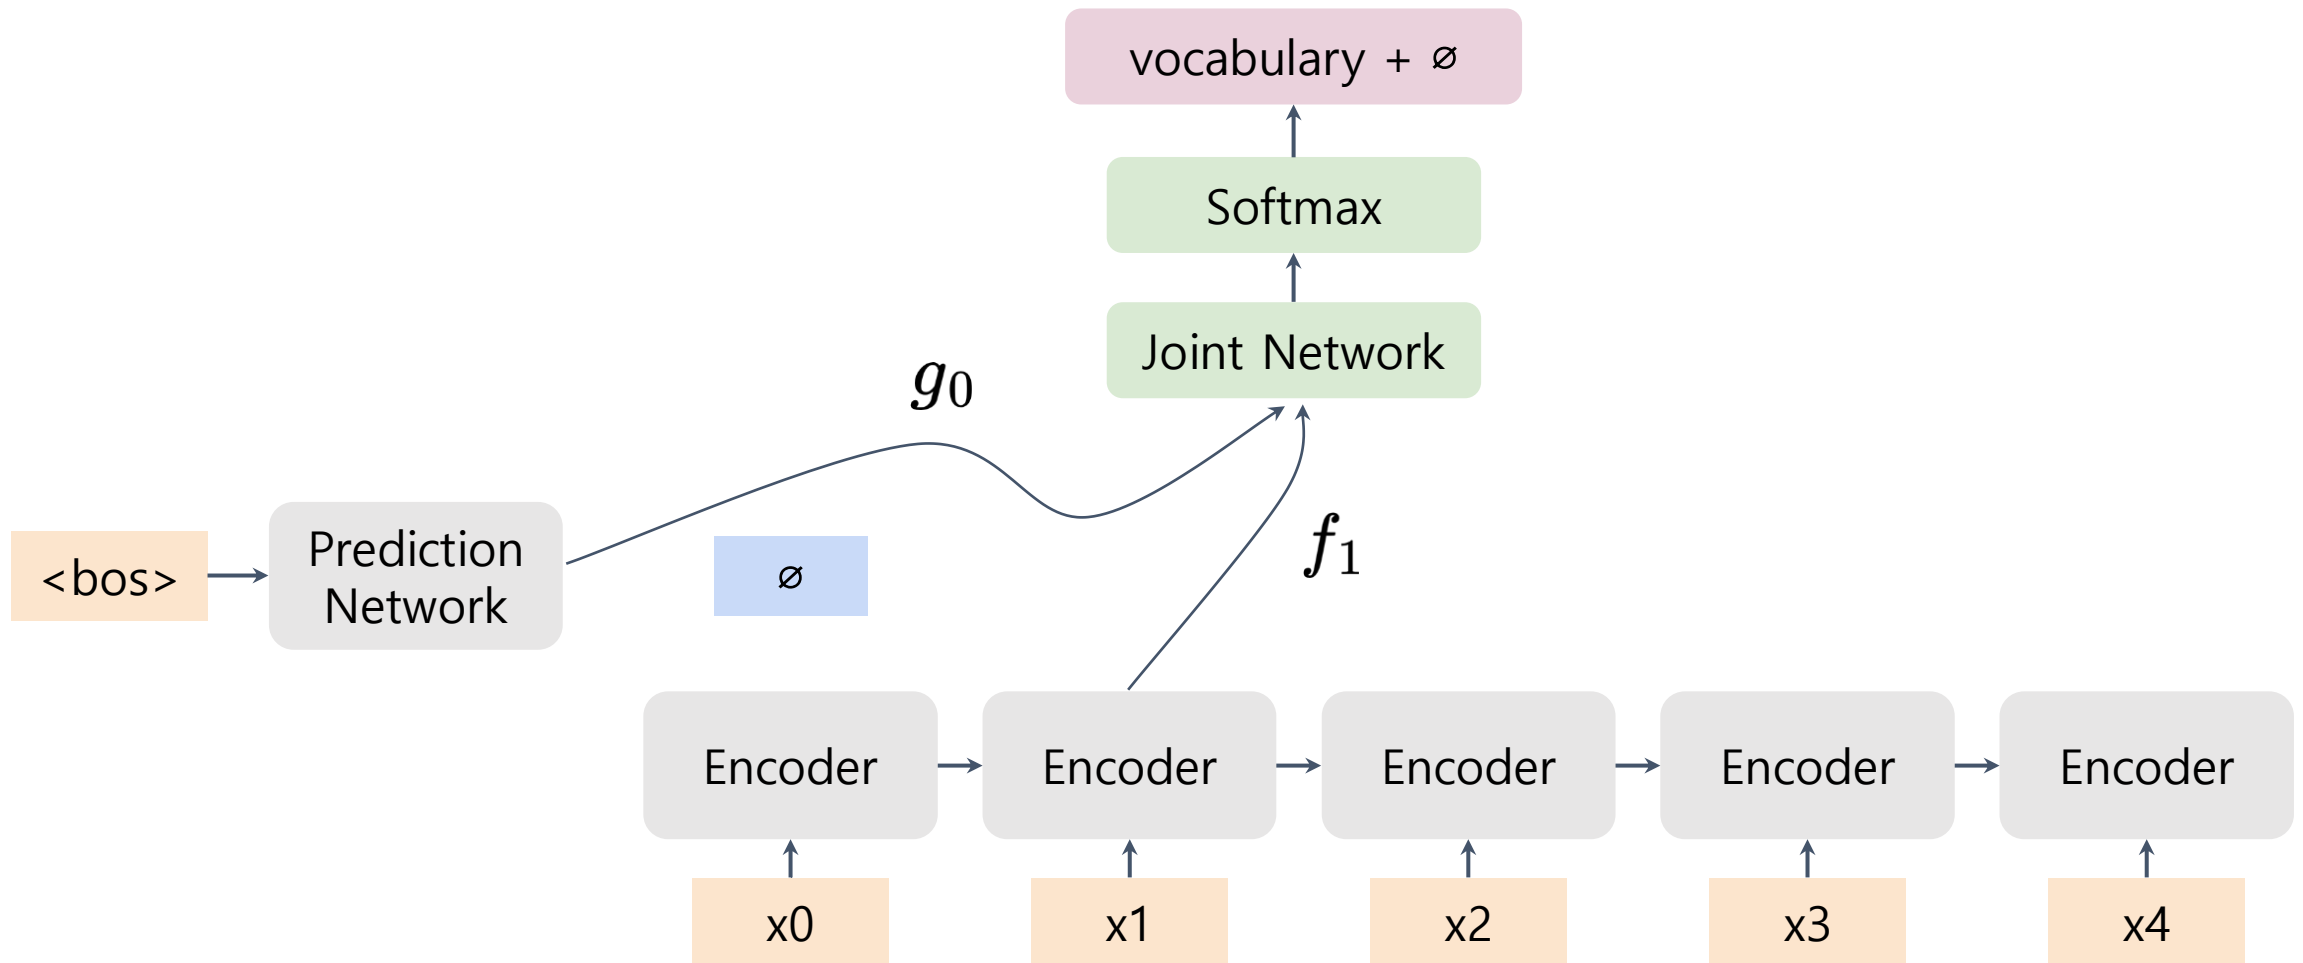 vocabulary + ∅
Softmax
Joint Network
g₀
f₁
<bos>
Prediction
Network
∅
Encoder
Encoder
Encoder
Encoder
Encoder
x0
x1
x2
x3
x4